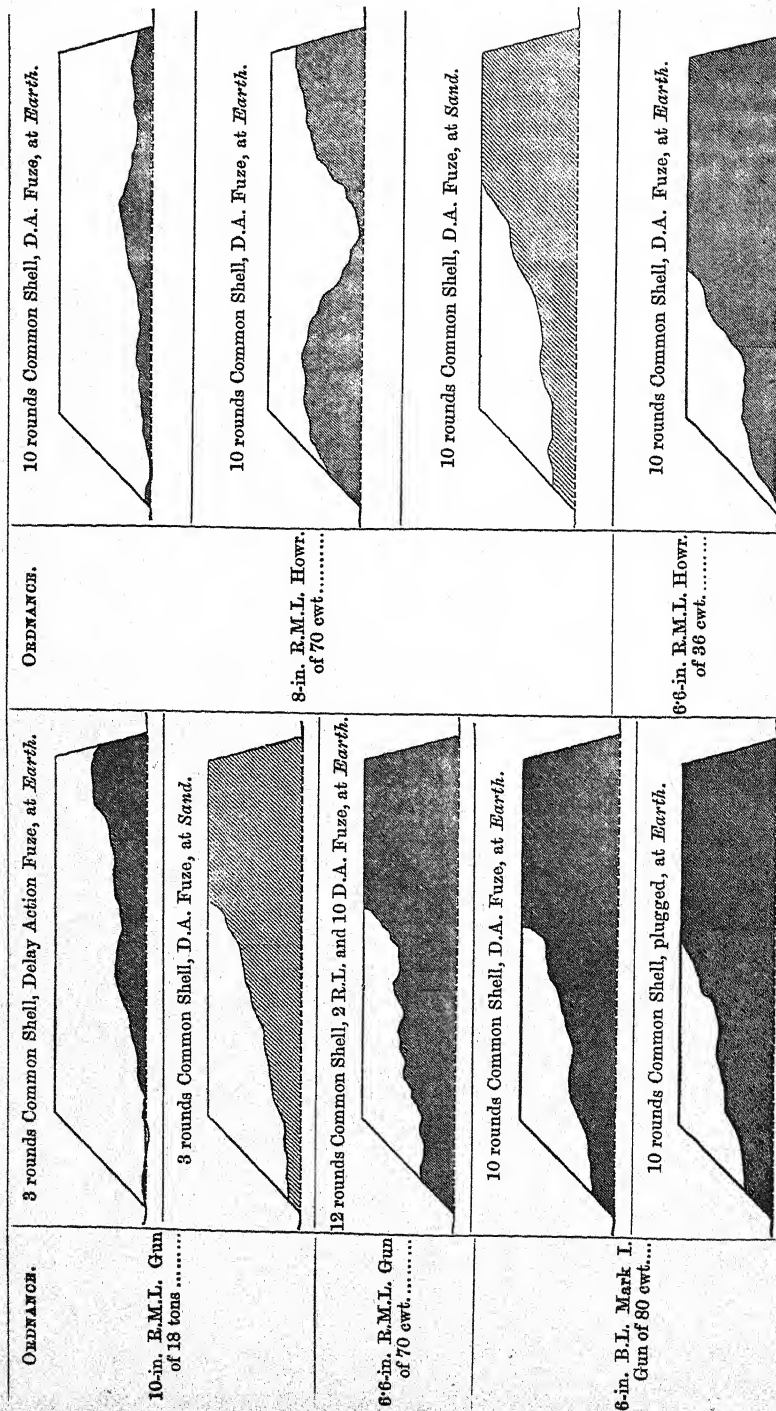 ORDNANCE.
10-in. R.M.L. Gun
of 18 tons .........
3 rounds Common Shell, Delay Action Fuze, at Earth.
3 rounds Common Shell, D.A. Fuze, at Sand.
6·6-in. R.M.L. Gun
of 70 cwt..........
12 rounds Common Shell, 2 R.L. and 10 D.A. Fuze, at Earth.
6-in. B.L. Mark I.
Gun of 80 cwt....
10 rounds Common Shell, D.A. Fuze, at Earth.
10 rounds Common Shell, plugged, at Earth.
ORDNANCE.
8-in. R.M.L. Howr.
of 70 cwt..........
10 rounds Common Shell, D.A. Fuze, at Earth.
10 rounds Common Shell, D.A. Fuze, at Earth.
10 rounds Common Shell, D.A. Fuze, at Sand.
6·6-in. R.M.L. Howr.
of 36 cwt.........
10 rounds Common Shell, D.A. Fuze, at Earth.